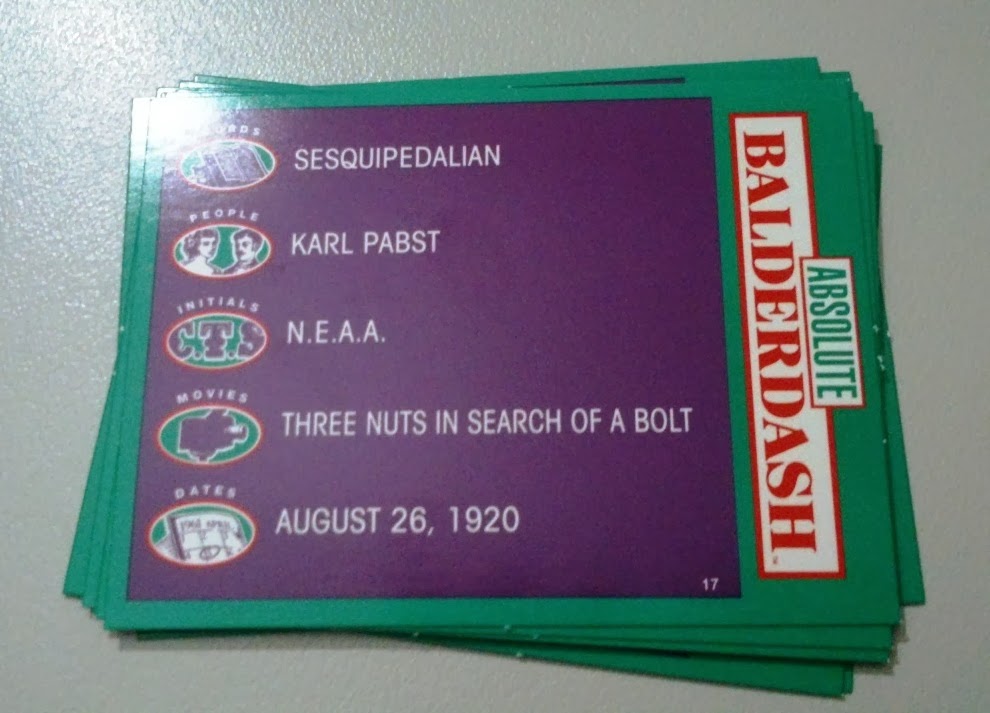 WORDS
SESQUIPEDALIAN
PEOPLE
KARL PABST
INITIALS
C.T.S
N.E.A.A.
MOVIES
THREE NUTS IN SEARCH OF A BOLT
DATES
AUGUST 26, 1920
17
ABSOLUTE
BALDERDASH